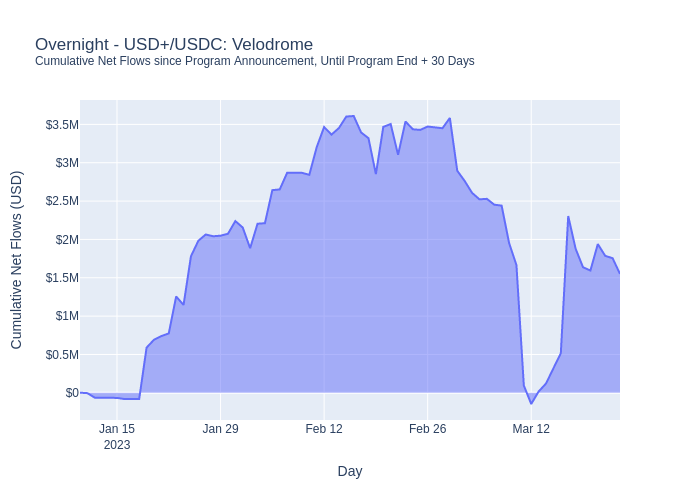 Overnight - USD+/USDC: Velodrome
Cumulative Net Flows since Program Announcement, Until Program End + 30 Days
Cumulative Net Flows (USD)
$3.5M
$3M
$2.5M
$2M
$1.5M
$1M
$0.5M
$0
Jan 15
2023
Jan 29
Feb 12
Feb 26
Mar 12
Day